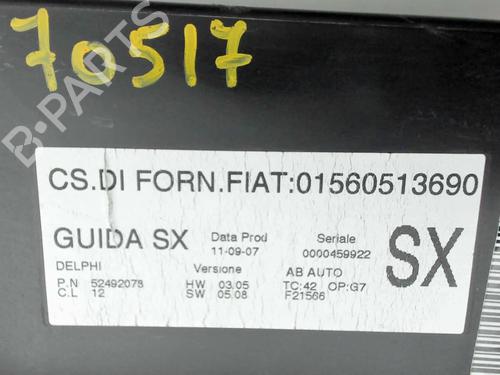 70517
B-PARTS
CS.DI FORN.FIAT:01560513690
GUIDA SX
Data Prod
11-09-07
Seriale
0000459922
SX
DELPHI
Versione
AB AUTO
P.N 52492078
HW 03.05
TC:42 OP:G7
C.L 12
SW 05.08
F21566